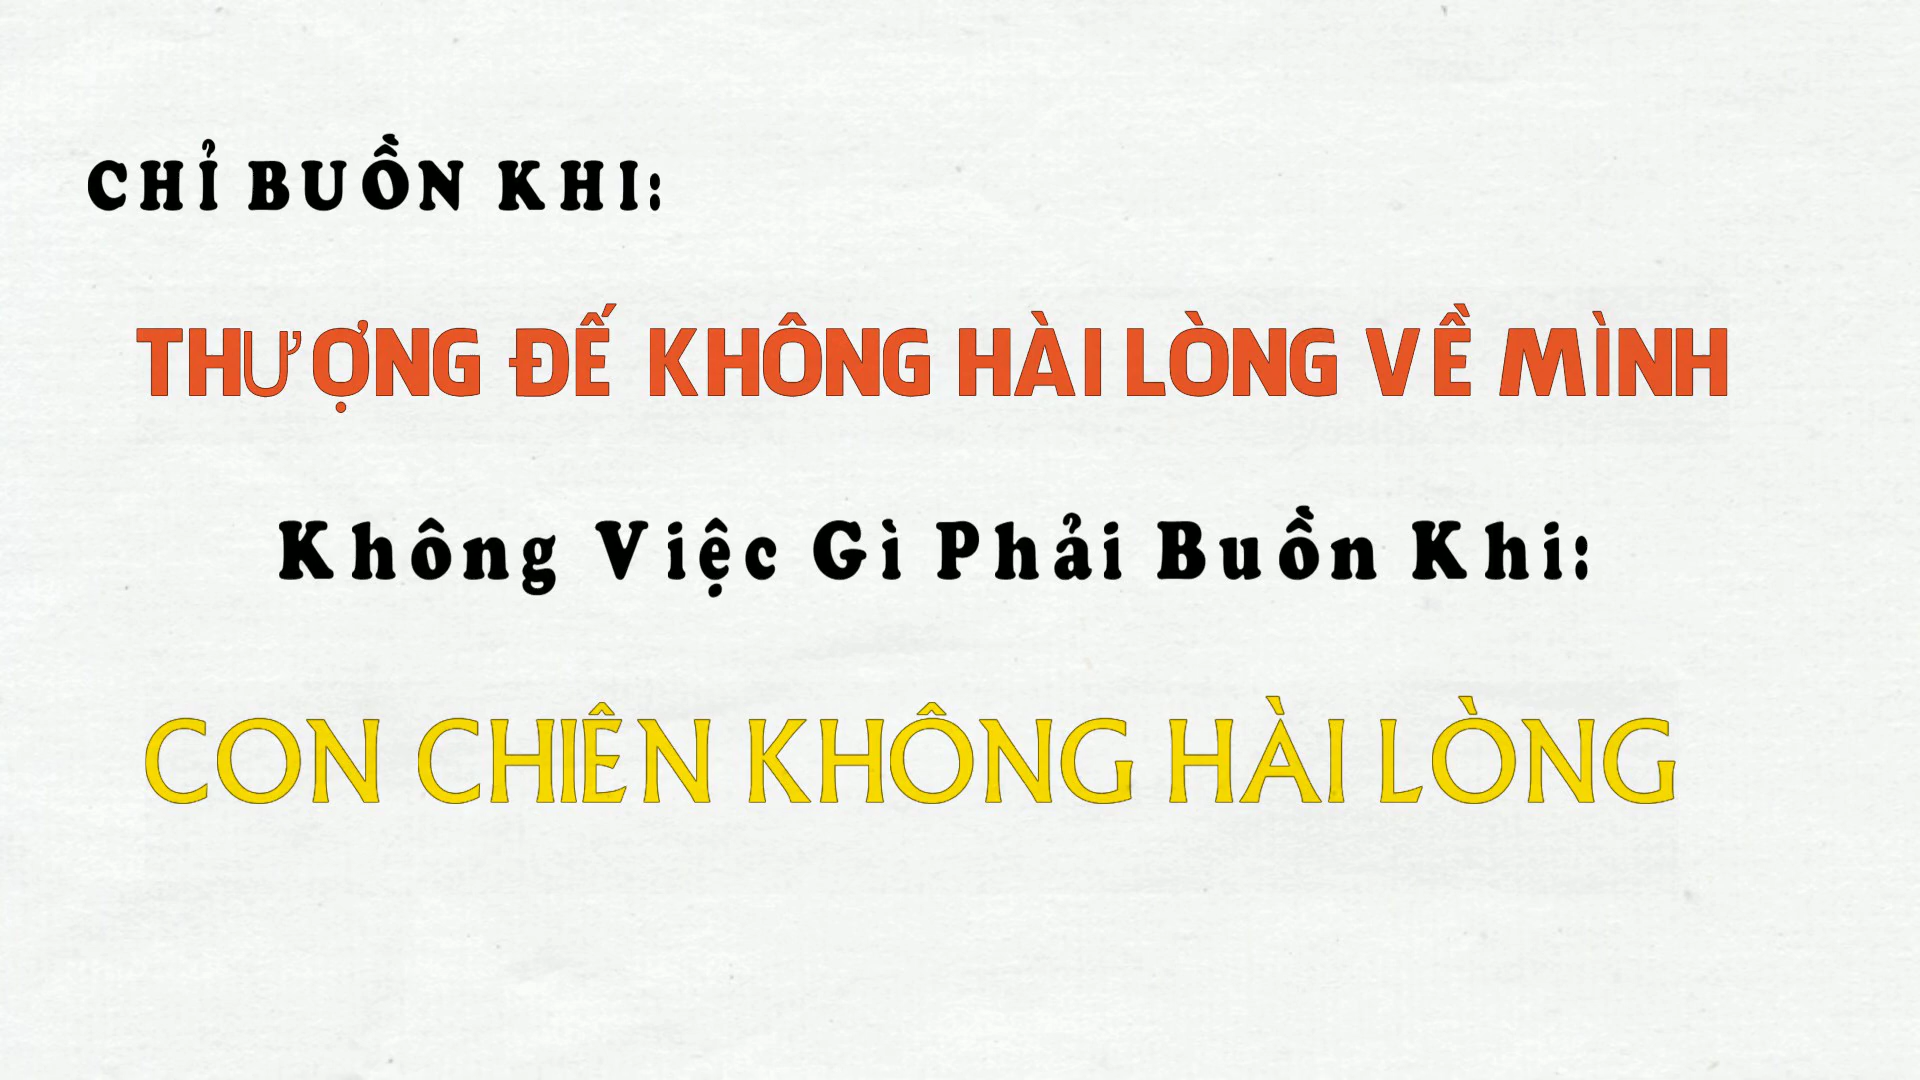 CHỈ BUỒN KHI:
THƯỢNG ĐẾ KHÔNG HÀI LÒNG VỀ MÌNH
Không Việc Gì Phải Buồn Khi:
CON CHIÊN KHÔNG HÀI LÒNG